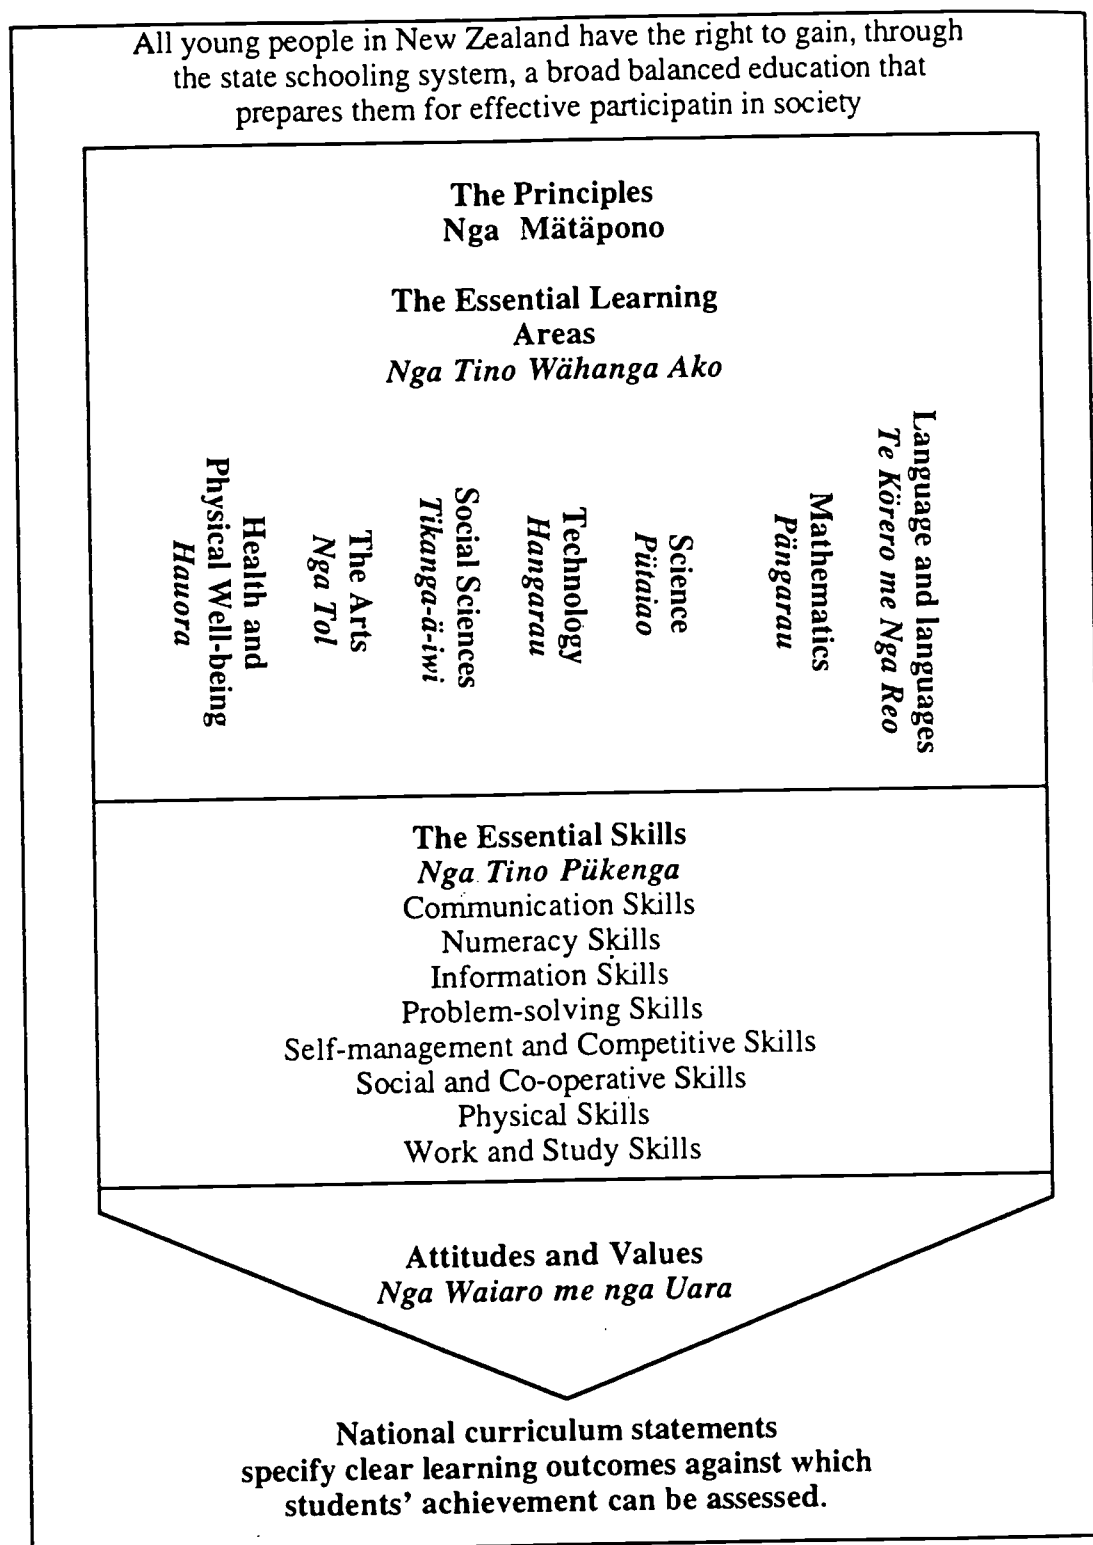 All young people in New Zealand have the right to gain, through
the state schooling system, a broad balanced education that
prepares them for effective participatin in society
The Principles
Nga Mätäpono
The Essential Learning
Areas
Nga Tino Wähanga Ako
Health and
Physical Well-being
Hauora
The Arts
Nga Tol
Social Sciences
Tikanga-ä-iwi
Technology
Hangarau
Science
Pütaiao
Mathematics
Pängarau
Language and languages
Te Körero me Nga Reo
The Essential Skills
Nga Tino Pükenga
Communication Skills
Numeracy Skills
Information Skills
Problem-solving Skills
Self-management and Competitive Skills
Social and Co-operative Skills
Physical Skills
Work and Study Skills
Attitudes and Values
Nga Waiaro me nga Uara
National curriculum statements
specify clear learning outcomes against which
students' achievement can be assessed.